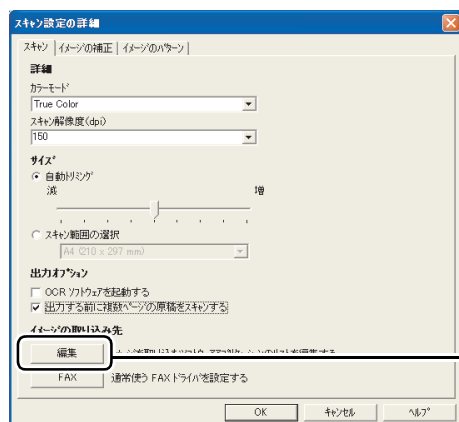 スキャン設定の詳細
スキャン イメージの補正 イメージのパターン
詳細
カラーモード
True Color
スキャン解像度(dpi)
150
サイズ
自動トリミング
減 増
スキャン範囲の選択
A4 (210 x 297 mm)
出力オプション
OCR ソフトウェアを起動する
出力する前に複数ページの原稿をスキャンする
イメージの取り込み先
編集
FAX 通常使う FAX ドライバを設定する
OK キャンセル ヘルプ